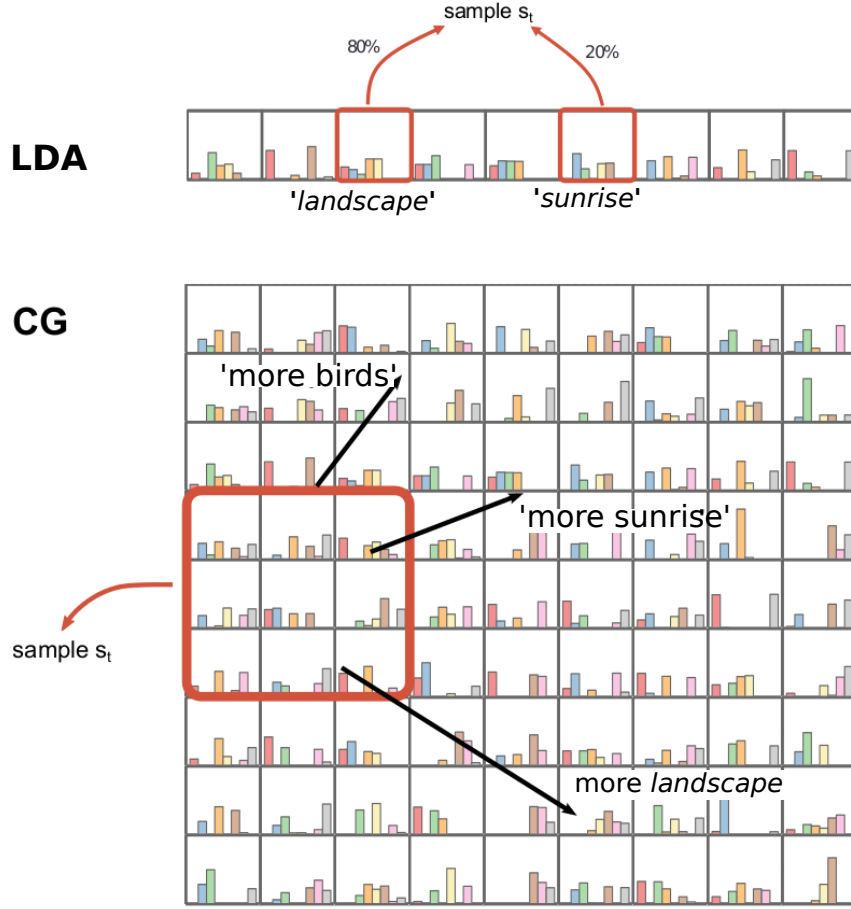 sample st
80%
20%
LDA
'landscape'
'sunrise'
CG
'more birds'
'more sunrise'
sample st
more landscape